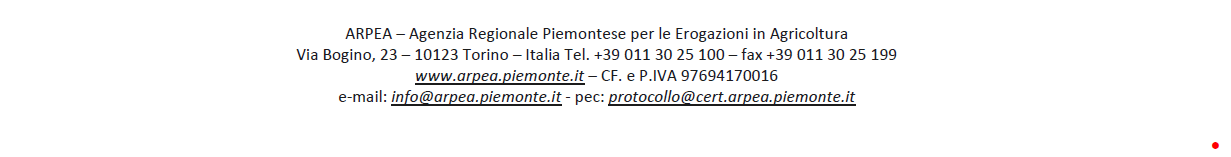 ARPEA – Agenzia Regionale Piemontese per le Erogazioni in Agricoltura
Via Bogino, 23 – 10123 Torino – Italia Tel. +39 011 30 25 100 – fax +39 011 30 25 199
www.arpea.piemonte.it – CF. e P.IVA 97694170016
e-mail: info@arpea.piemonte.it - pec: protocollo@cert.arpea.piemonte.it